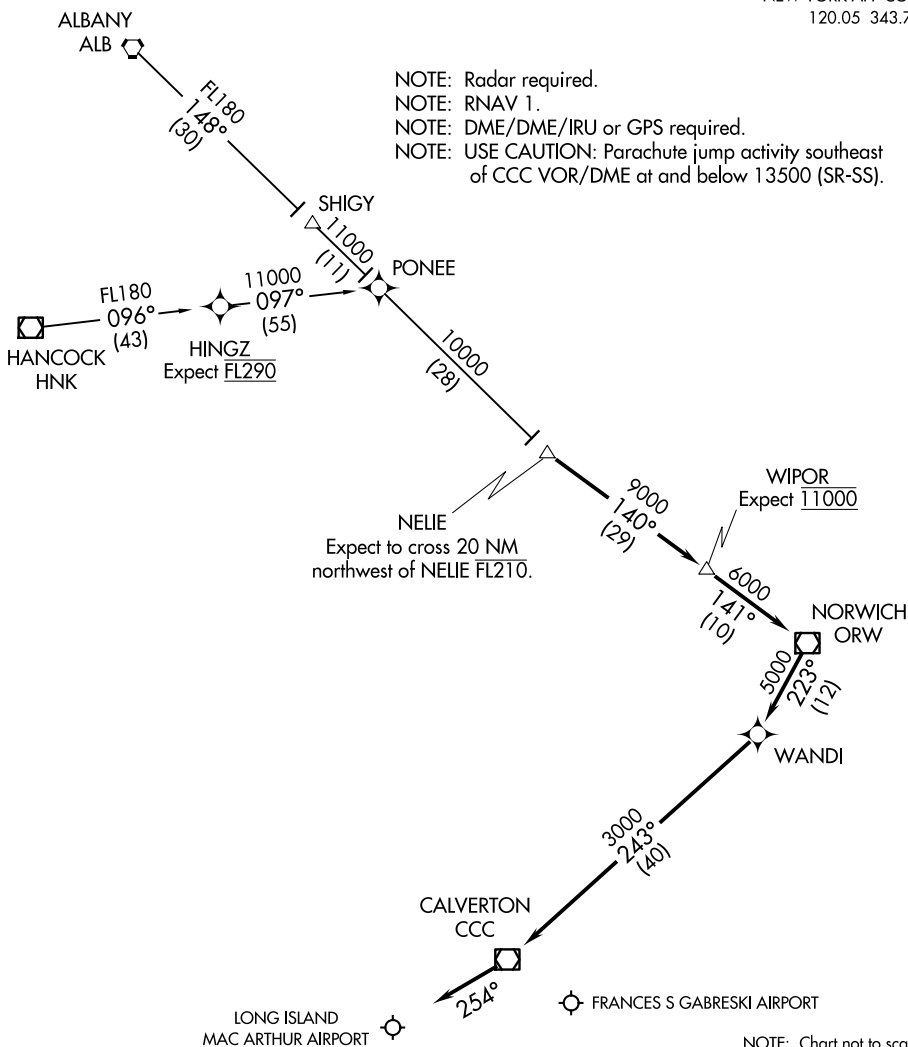 120.05 343.7
ALBANY
ALB
NOTE: Radar required.
NOTE: RNAV 1.
NOTE: DME/DME/IRU or GPS required.
NOTE: USE CAUTION: Parachute jump activity southeast
of CCC VOR/DME at and below 13500 (SR-SS).
FL180
148°
(30)
SHIGY
11000
(11)
PONEE
FL180
096°
(43)
11000
097°
(55)
HANCOCK
HNK
HINGZ
Expect FL290
10000
(28)
NELIE
Expect to cross 20 NM
northwest of NELIE FL210.
9000
140°
(29)
WIPOR
Expect 11000
6000
141°
(10)
NORWICH
ORW
5000
223°
(12)
WANDI
3000
243°
(40)
CALVERTON
CCC
254°
FRANCES S GABRESKI AIRPORT
LONG ISLAND
MAC ARTHUR AIRPORT
NOTE: Chart not to